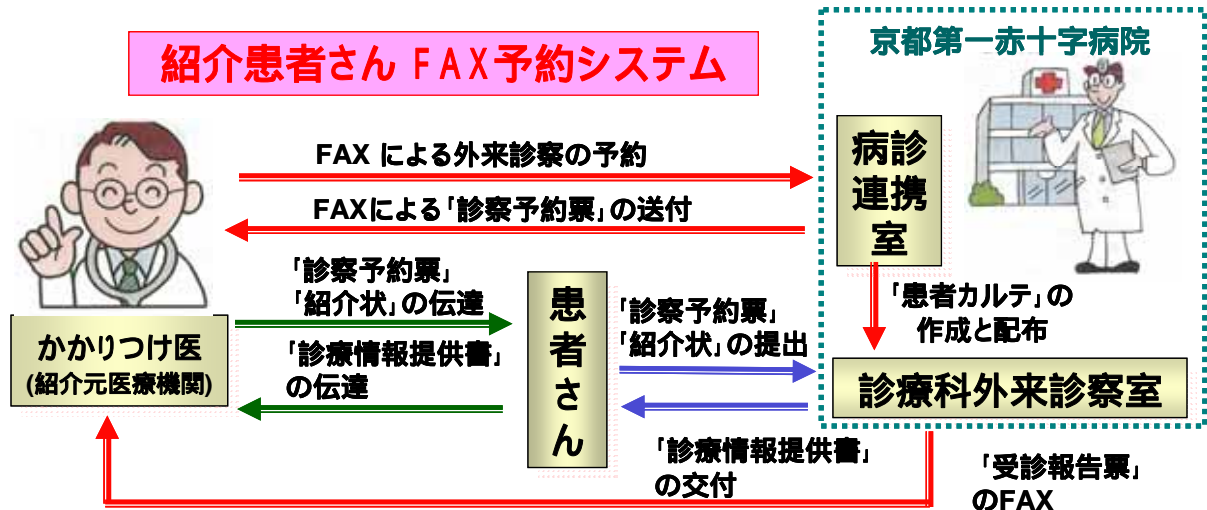 紹介患者さん FAX予約システム
京都第一赤十字病院
FAX による外来診察の予約
病診
連携
室
FAXによる「診察予約票」の送付
「診察予約票」
「紹介状」の伝達
患者さん
「診察予約票」
「紹介状」の提出
「患者カルテ」の
作成と配布
かかりつけ医
(紹介元医療機関)
「診療情報提供書」
の伝達
診療科外来診察室
「診療情報提供書」
の交付
「受診報告票」
のFAX